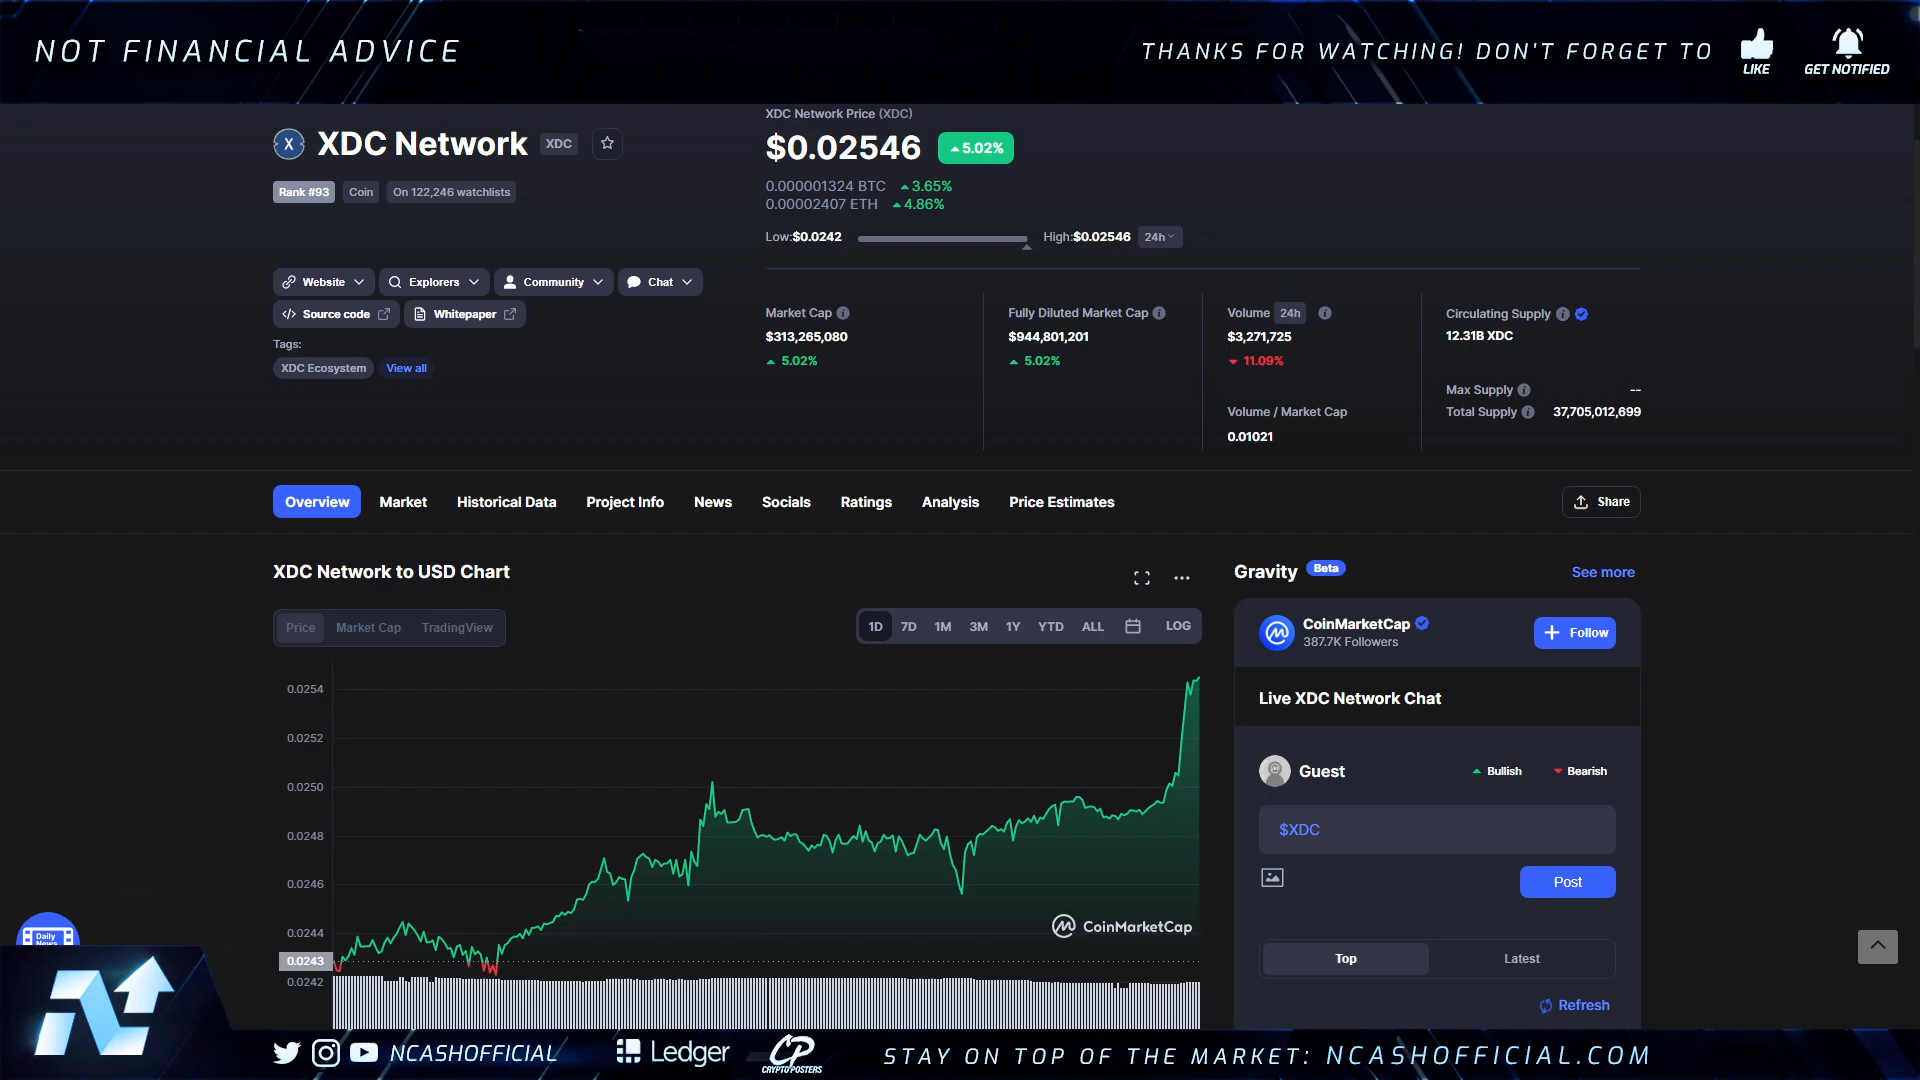 NOT FINANCIAL ADVICE
THANKS FOR WATCHING! DON'T FORGET TO
LIKE
GET NOTIFIED
X
XDC Network XDC
Rank #93 Coin On 122,246 watchlists
Website Explorers Community Chat
Source code Whitepaper
Tags:
XDC Ecosystem View all
XDC Network Price (XDC)
$0.02546 5.02%
0.000001324 BTC 3.65%
0.00002407 ETH 4.86%
Low:$0.0242 High:$0.02546 24h
Market Cap
$313,265,080
5.02%
Fully Diluted Market Cap
$944,801,201
5.02%
Volume 24h
$3,271,725
11.09%
Volume / Market Cap
0.01021
Circulating Supply
12.31B XDC
Max Supply --
Total Supply 37,705,012,699
Overview Market Historical Data Project Info News Socials Ratings Analysis Price Estimates Share
XDC Network to USD Chart
Price Market Cap TradingView
1D 7D 1M 3M 1Y YTD ALL LOG
0.0254
0.0252
0.0250
0.0248
0.0246
0.0244
0.0243
0.0242
CoinMarketCap
Gravity Beta See more
CoinMarketCap
387.7K Followers
Follow
Live XDC Network Chat
Guest Bullish Bearish
$XDC
Post
Top Latest
Refresh
Daily
News
NCASHOFFICIAL
Ledger
CP
CRYPTOPOSTERS
STAY ON TOP OF THE MARKET: NCASHOFFICIAL.COM